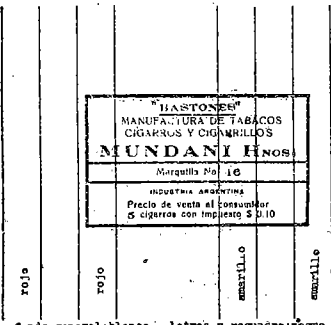 "BASTONES"
MANUFACTURA DE TABACOS
CIGARROS Y CIGARRILLOS
MUNDANI HNOS
Marquilla No 16
INDUSTRIA ARGENTINA
Precio de venta al consumidor
5 cigarros con impuesto $ 0.10
rojo
rojo
amarillo
amarillo
letras y